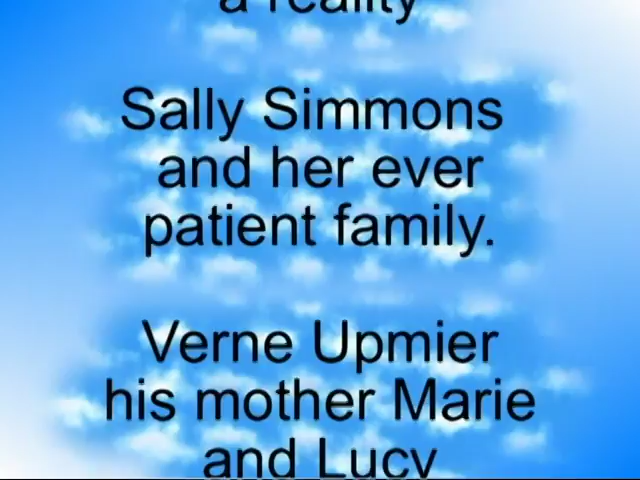 a reality
Sally Simmons
and her ever
patient family.
Verne Upmier
his mother Marie
and Lucy